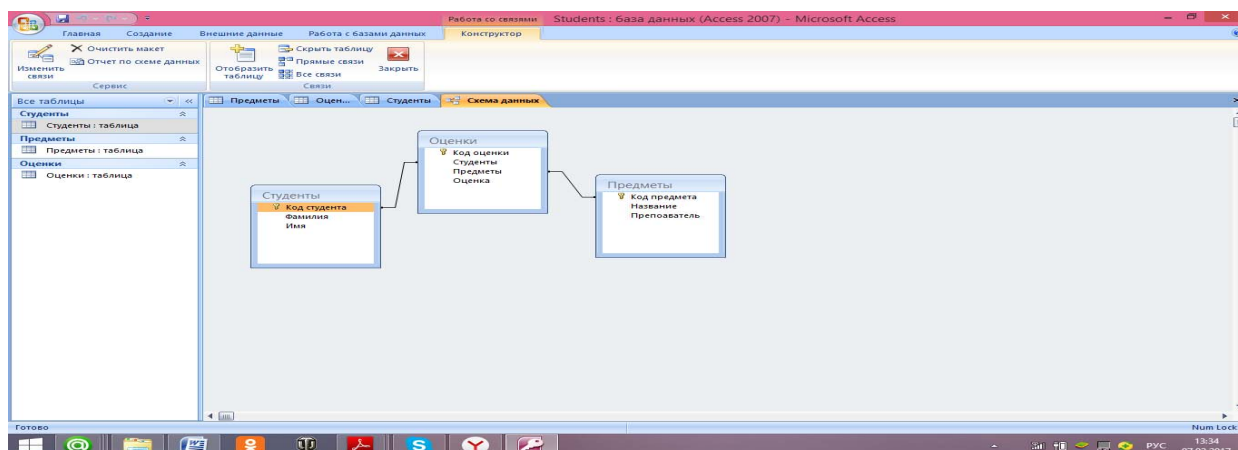 Работа со связями
Students : база данных (Access 2007) - Microsoft Access
Главная Создание Внешние данные Работа с базами данных Конструктор
Изменить связи
Очистить макет
Отчет по схеме данных
Сервис
Отобразить таблицу
Скрыть таблицу
Прямые связи
Все связи
Закрыть
Связи
Все таблицы
Предметы Оцен... Студенты Схема данных
Студенты
Студенты : таблица
Предметы
Предметы : таблица
Оценки
Оценки : таблица
Студенты
Код студента
Фамилия
Имя
Оценки
Код оценки
Студенты
Предметы
Оценка
Предметы
Код предмета
Название
Препоаватель
Готово
Num Lock
РУС
13:34